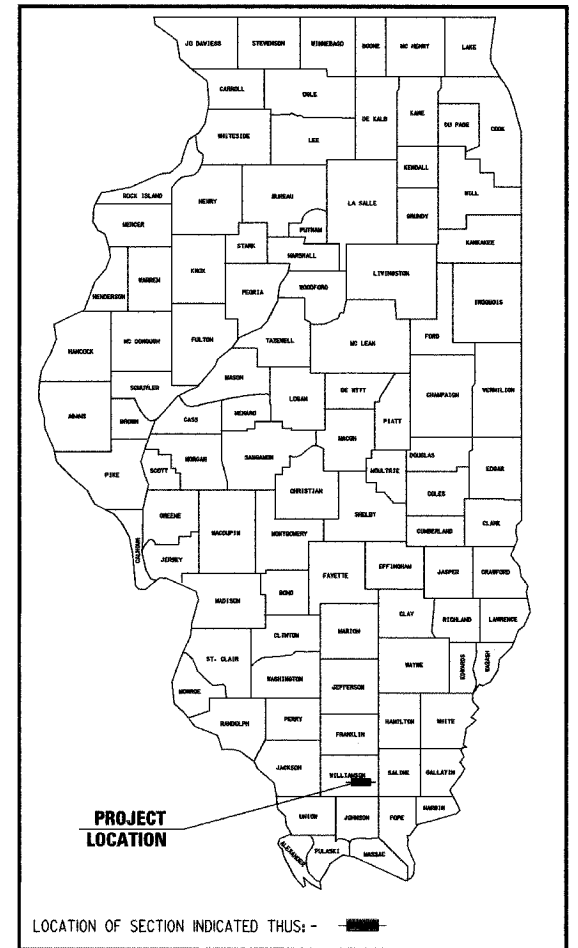 JO DAVIESS STEVENSON WINNEBAGO BOONE MC HENRY LAKE
CARROLL OGLE KANE DU PAGE COOK
DE KALB
WHITESIDE LEE
KENDALL
ROCK ISLAND HENRY BUREAU LA SALLE WILL
GRUNDY
MERCER PUTNAM
STARK KANKAKEE
MARSHALL
HENDERSON WARREN KNOX PEORIA WOODFORD LIVINGSTON IROQUOIS
FULTON TAZEWELL FORD
HANCOCK MC DONOUGH MC LEAN
SCHUYLER MASON DE WITT VERMILION
LOGAN CHAMPAIGN
ADAMS BROWN CASS MENARD PIATT
MACON
SANGAMON DOUGLAS
PIKE SCOTT MORGAN MOULTRIE EDGAR
CHRISTIAN COLES
GREENE SHELBY CLARK
MACOUPIN MONTGOMERY CUMBERLAND
CALHOUN JERSEY EFFINGHAM JASPER CRAWFORD
FAYETTE
BOND
MADISON CLAY RICHLAND LAWRENCE
CLINTON MARION
ST. CLAIR WAYNE EDWARDS WABASH
WASHINGTON
MONROE JEFFERSON
RANDOLPH PERRY HAMILTON WHITE
FRANKLIN
JACKSON WILLIAMSON SALINE GALLATIN
HARDIN
UNION JOHNSON POPE
PROJECT
LOCATION
ALEXANDER PULASKI MASSAC
LOCATION OF SECTION INDICATED THUS: -